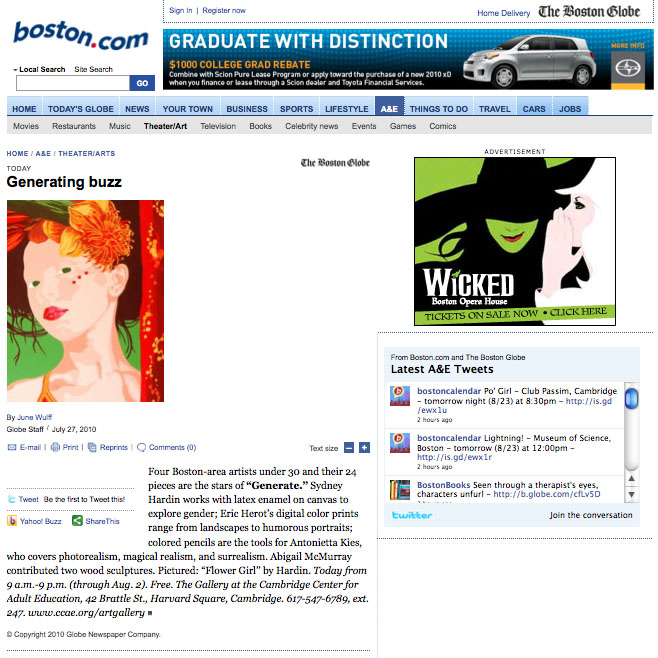 Sign In | Register now
Home Delivery The Boston Globe
boston.com
Local Search Site Search
GO
GRADUATE WITH DISTINCTION
$1000 COLLEGE GRAD REBATE
Combine with Scion Pure Lease Program or apply toward the purchase of a new 2010 xD
when you finance or lease through a Scion dealer and Toyota Financial Services.
MORE INFO
SCION
HOME TODAY'S GLOBE NEWS YOUR TOWN BUSINESS SPORTS LIFESTYLE A&E THINGS TO DO TRAVEL CARS JOBS
Movies Restaurants Music Theater/Art Television Books Celebrity news Events Games Comics
HOME / A&E / THEATER/ARTS
The Boston Globe
TODAY
Generating buzz
By June Wulff
Globe Staff / July 27, 2010
E-mail | Print | Reprints | Comments (0)
Text size – +
Tweet Be the first to Tweet this!
Yahoo! Buzz ShareThis
Four Boston-area artists under 30 and their 24
pieces are the stars of “Generate.” Sydney
Hardin works with latex enamel on canvas to
explore gender; Eric Herot’s digital color prints
range from landscapes to humorous portraits;
colored pencils are the tools for Antonietta Kies,
who covers photorealism, magical realism, and surrealism. Abigail McMurray
contributed two wood sculptures. Pictured: “Flower Girl” by Hardin. Today from
9 a.m.-9 p.m. (through Aug. 2). Free. The Gallery at the Cambridge Center for
Adult Education, 42 Brattle St., Harvard Square, Cambridge. 617-547-6789, ext.
247. www.ccae.org/artgallery
© Copyright 2010 Globe Newspaper Company.
ADVERTISEMENT
WICKED
Boston Opera House
TICKETS ON SALE NOW • CLICK HERE
From Boston.com and The Boston Globe
Latest A&E Tweets
bostoncalendar Po' Girl - Club Passim, Cambridge
- tomorrow night (8/23) at 8:30pm - http://is.gd
/ewx1u
2 hours ago
bostoncalendar Lightning! - Museum of Science,
Boston - tomorrow (8/23) at 12:00pm -
http://is.gd/ewx1r
2 hours ago
BostonBooks Seen through a therapist's eyes,
characters unfurl - http://b.globe.com/cfLv5D
twitter
Join the conversation